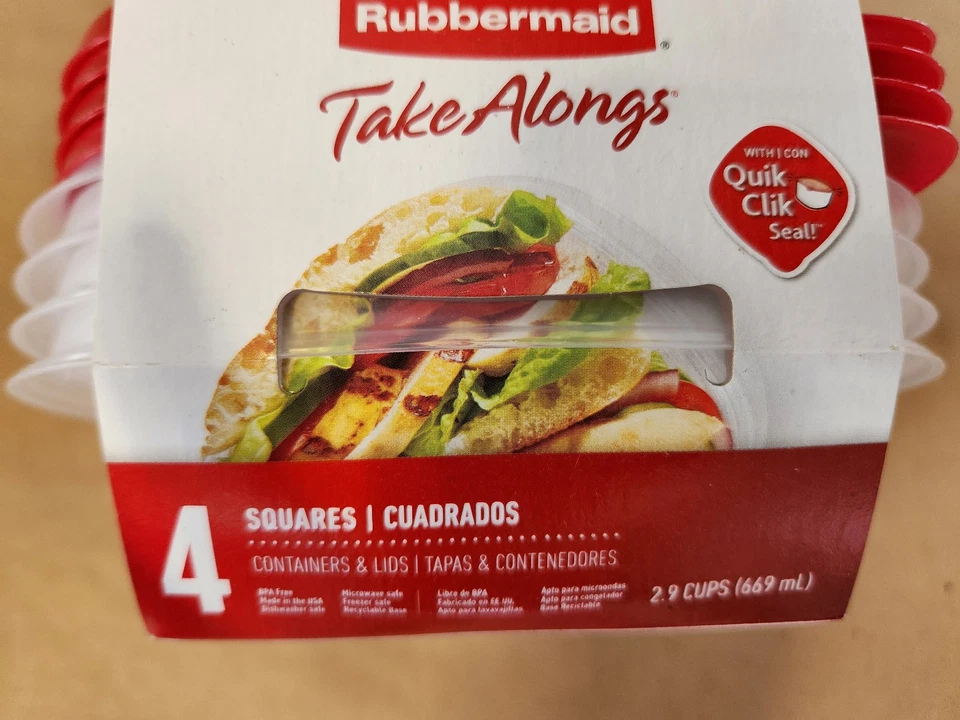 Rubbermaid®
TakeAlongs®
WITH | CON
Quik
Clik
Seal!™
4
SQUARES | CUADRADOS
CONTAINERS & LIDS | TAPAS & CONTENEDORES
BPA Free
Made in the USA
Dishwasher safe
Microwave safe
Freezer safe
Recyclable Base
Libre de BPA
Fabricado en EE.UU.
Apto para lavavajillas
Apto para microondas
Apto para congelador
Base Reciclable
2.9 CUPS (669 mL)